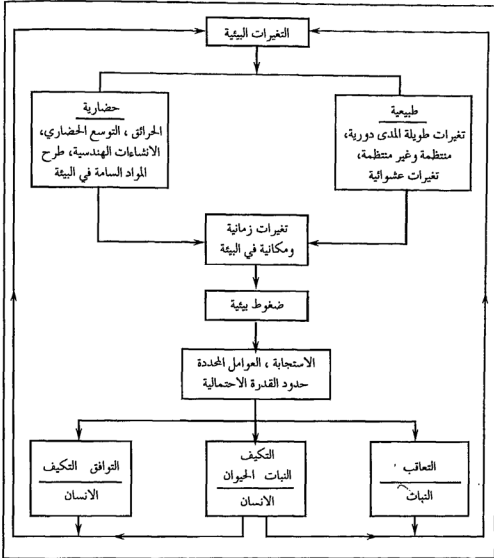 التغيرات البيئية
طبيعية
تغيرات طويلة المدى دورية،
منتظمة وغير منتظمة،
تغيرات عشوائية
حضارية
الحرائق ، التوسع الحضاري،
الانشاءات الهندسية، طرح
المواد السامة في البيئة
تغيرات زمانية
ومكانية في البيئة
ضغوط بيئية
الاستجابة ، العوامل المحددة
حدود القدرة الاحتمالية
التعاقب
النبات
التكيف
النبات الحيوان
الانسان
التوافق التكيف
الانسان